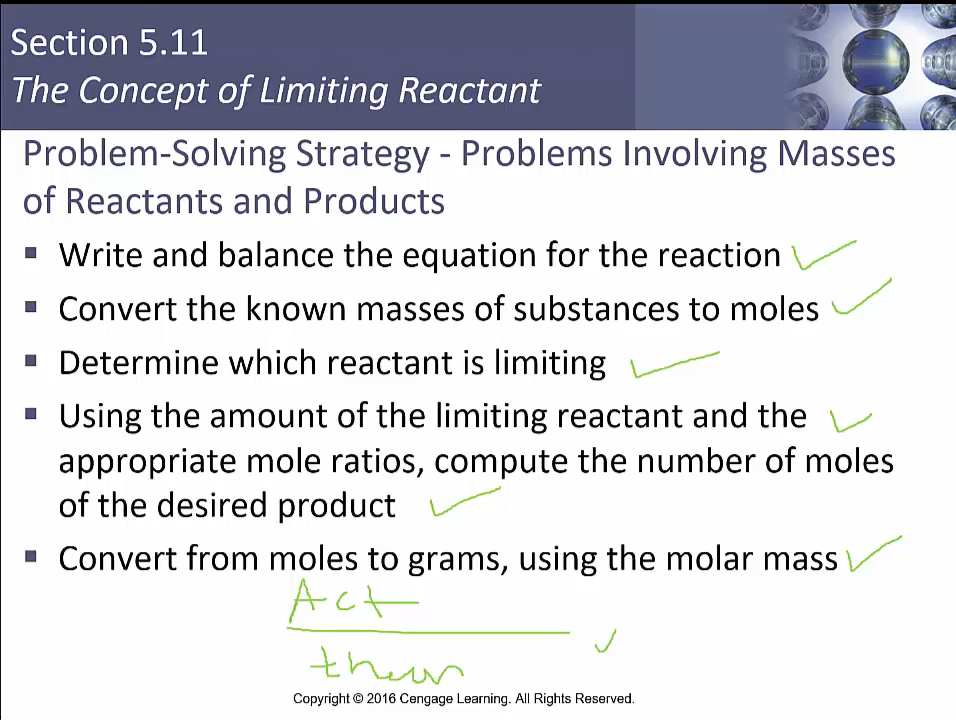 Section 5.11
The Concept of Limiting Reactant
Problem-Solving Strategy - Problems Involving Masses
of Reactants and Products
▪ Write and balance the equation for the reaction
▪ Convert the known masses of substances to moles
▪ Determine which reactant is limiting
▪ Using the amount of the limiting reactant and the
appropriate mole ratios, compute the number of moles
of the desired product
▪ Convert from moles to grams, using the molar mass
Act
Copyright © 2016 Cengage Learning. All Rights Reserved.